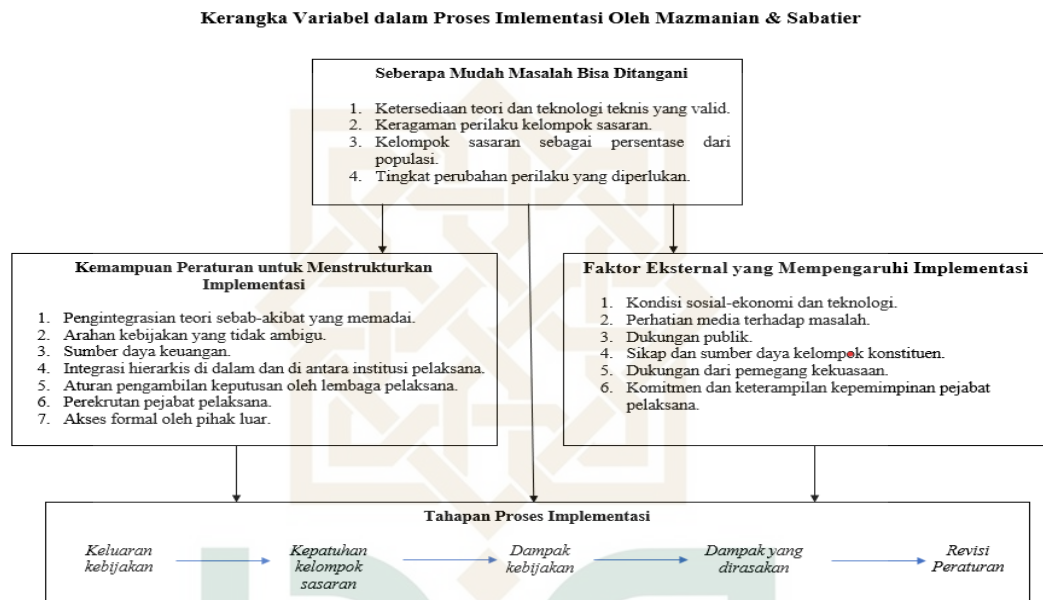 Kerangka Variabel dalam Proses Imlementasi Oleh Mazmanian & Sabatier
Seberapa Mudah Masalah Bisa Ditangani
1. Ketersediaan teori dan teknologi teknis yang valid.
2. Keragaman perilaku kelompok sasaran.
3. Kelompok sasaran sebagai persentase dari
populasi.
4. Tingkat perubahan perilaku yang diperlukan.
Kemampuan Peraturan untuk Menstrukturkan
Implementasi
1. Pengintegrasian teori sebab-akibat yang memadai.
2. Arahan kebijakan yang tidak ambigu.
3. Sumber daya keuangan.
4. Integrasi hierarkis di dalam dan di antara institusi pelaksana.
5. Aturan pengambilan keputusan oleh lembaga pelaksana.
6. Perekrutan pejabat pelaksana.
7. Akses formal oleh pihak luar.
Faktor Eksternal yang Mempengaruhi Implementasi
1. Kondisi sosial-ekonomi dan teknologi.
2. Perhatian media terhadap masalah.
3. Dukungan publik.
4. Sikap dan sumber daya kelompok konstituen.
5. Dukungan dari pemegang kekuasaan.
6. Komitmen dan keterampilan kepemimpinan pejabat
pelaksana.
Tahapan Proses Implementasi
Keluaran
kebijakan
Kepatuhan
kelompok
sasaran
Dampak
kebijakan
Dampak yang
dirasakan
Revisi
Peraturan